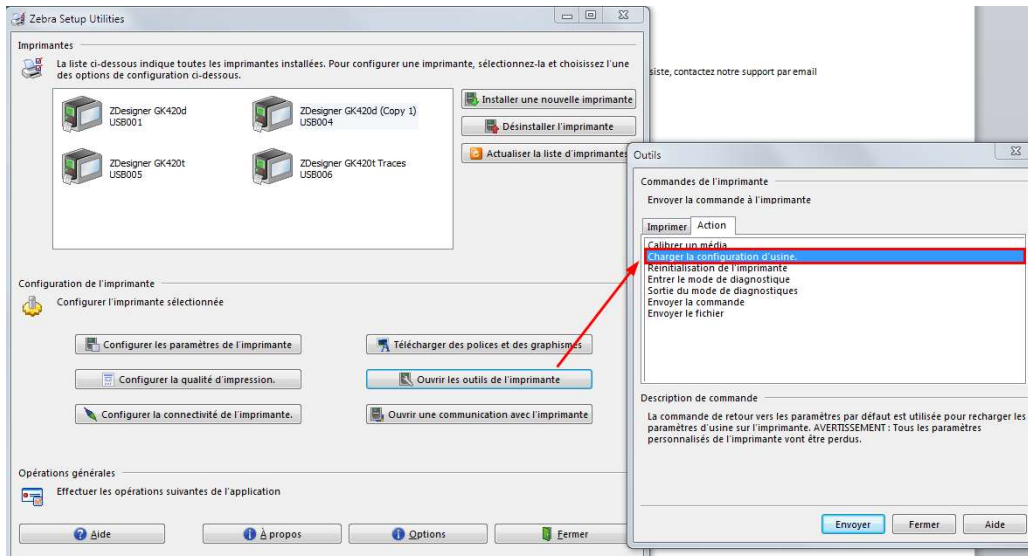 Zebra Setup Utilities
Imprimantes
La liste ci-dessous indique toutes les imprimantes installées. Pour configurer une imprimante, sélectionnez-la et choisissez l'une
des options de configuration ci-dessous.
ZDesigner GK420d
USB001
ZDesigner GK420d (Copy 1)
USB004
ZDesigner GK420t
USB005
ZDesigner GK420t Traces
USB006
Installer une nouvelle imprimante
Désinstaller l'imprimante
Actualiser la liste d'imprimantes
Configuration de l'imprimante
Configurer l'imprimante sélectionnée
Configurer les paramètres de l'imprimante
Télécharger des polices et des graphismes
Configurer la qualité d'impression.
Ouvrir les outils de l'imprimante
Configurer la connectivité de l'imprimante.
Ouvrir une communication avec l'imprimante
Opérations générales
Effectuer les opérations suivantes de l'application
Aide
À propos
Options
Fermer
siste, contactez notre support par email
Outils
Commandes de l'imprimante
Envoyer la commande à l'imprimante
Imprimer
Action
Calibrer un média
Charger la configuration d'usine.
Réinitialisation de l'imprimante
Entrer le mode de diagnostique
Sortie du mode de diagnostiques
Envoyer la commande
Envoyer le fichier
Description de commande
La commande de retour vers les paramètres par défaut est utilisée pour recharger les
paramètres d'usine sur l'imprimante. AVERTISSEMENT : Tous les paramètres
personnalisés de l'imprimante vont être perdus.
Envoyer
Fermer
Aide